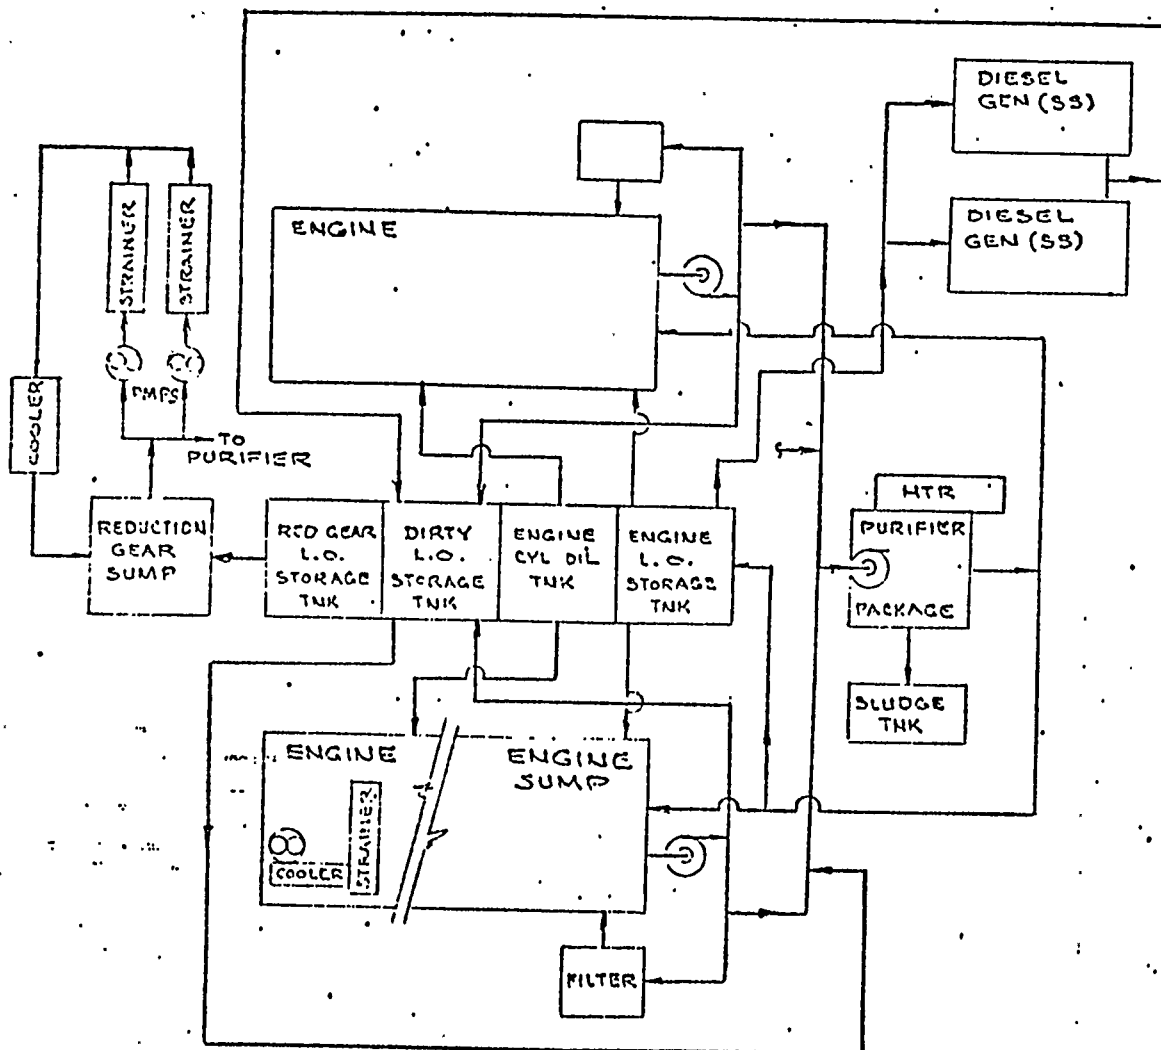 DIESEL
GEN (SS)
DIESEL
GEN (SS)
ENGINE
STRAINER
STRAINER
PMPS
COOLER
TO
PURIFIER
REDUCTION
GEAR
SUMP
RED GEAR
L.O.
STORAGE
TNK
DIRTY
L.O.
STORAGE
TNK
ENGINE
CYL OIL
TNK
ENGINE
L.O.
STORAGE
TNK
HTR
PURIFIER
PACKAGE
SLUDGE
TNK
ENGINE
ENGINE
SUMP
STRAINER
COOLER
FILTER